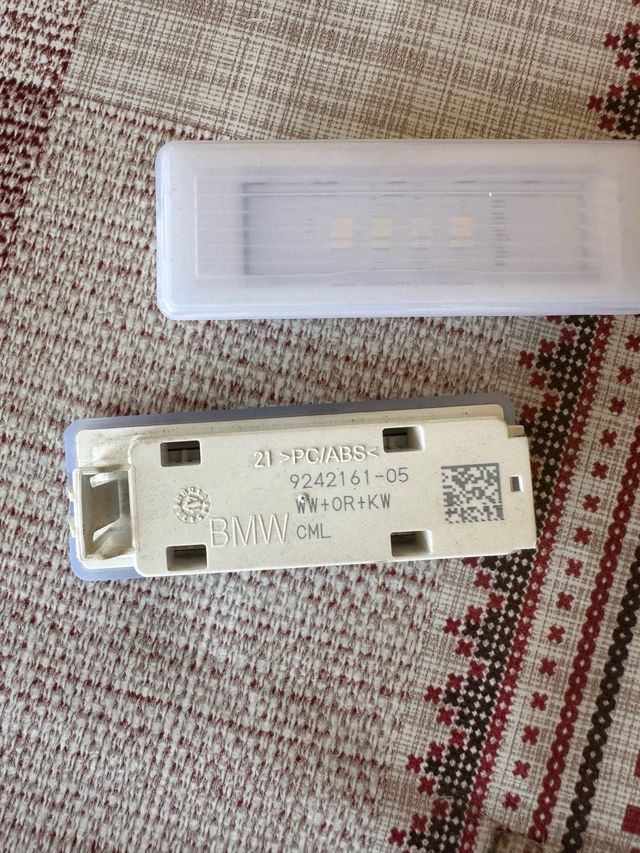 21 >PC/ABS<
9242161-05
WW+OR+KW
BMW CML